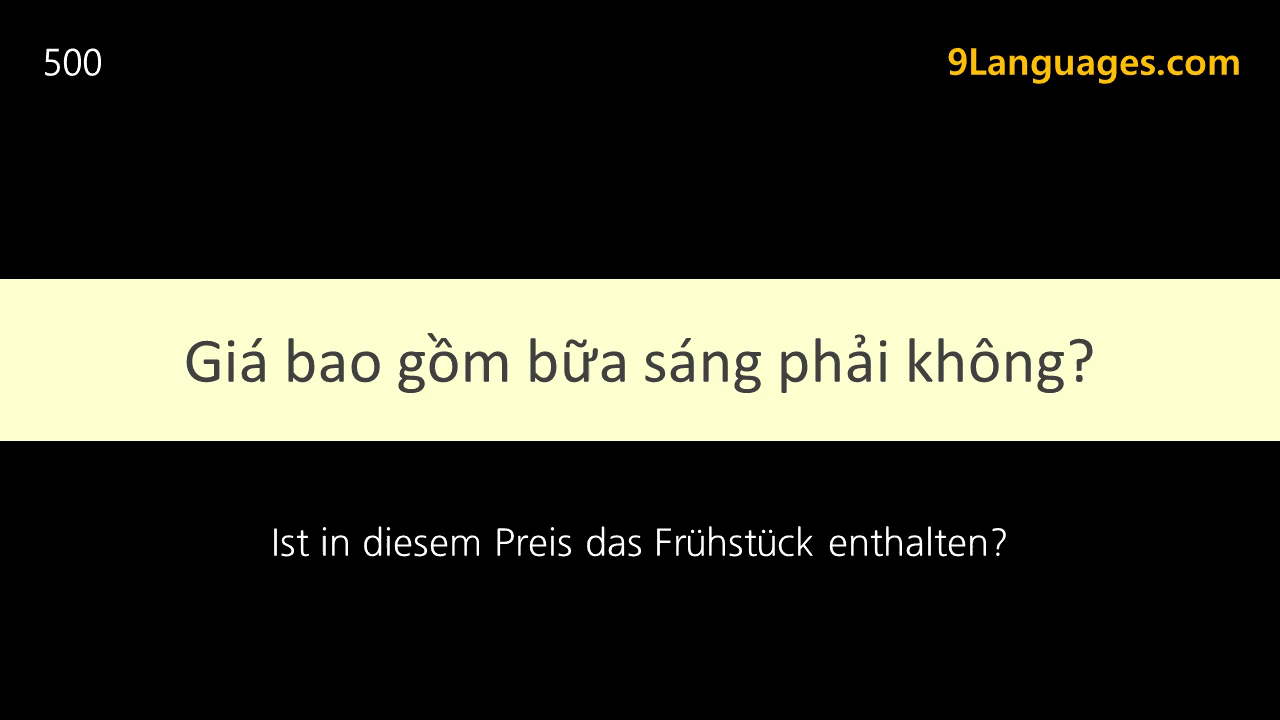 500
9Languages.com
Giá bao gồm bữa sáng phải không?
Ist in diesem Preis das Frühstück enthalten?